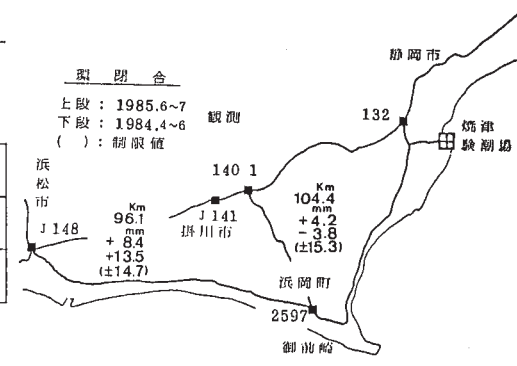 環閉合
上段：1985.6~7
下段：1984.4~6
観測
( )：制限値
静岡市
132
焼津
験潮場
140 1
浜松市
J 148
J 141
掛川市
Km
96.1
mm
+ 8.4
+13.5
(±14.7)
Km
104.4
mm
+4.2
-3.8
(±15.3)
浜岡町
2597
御前崎